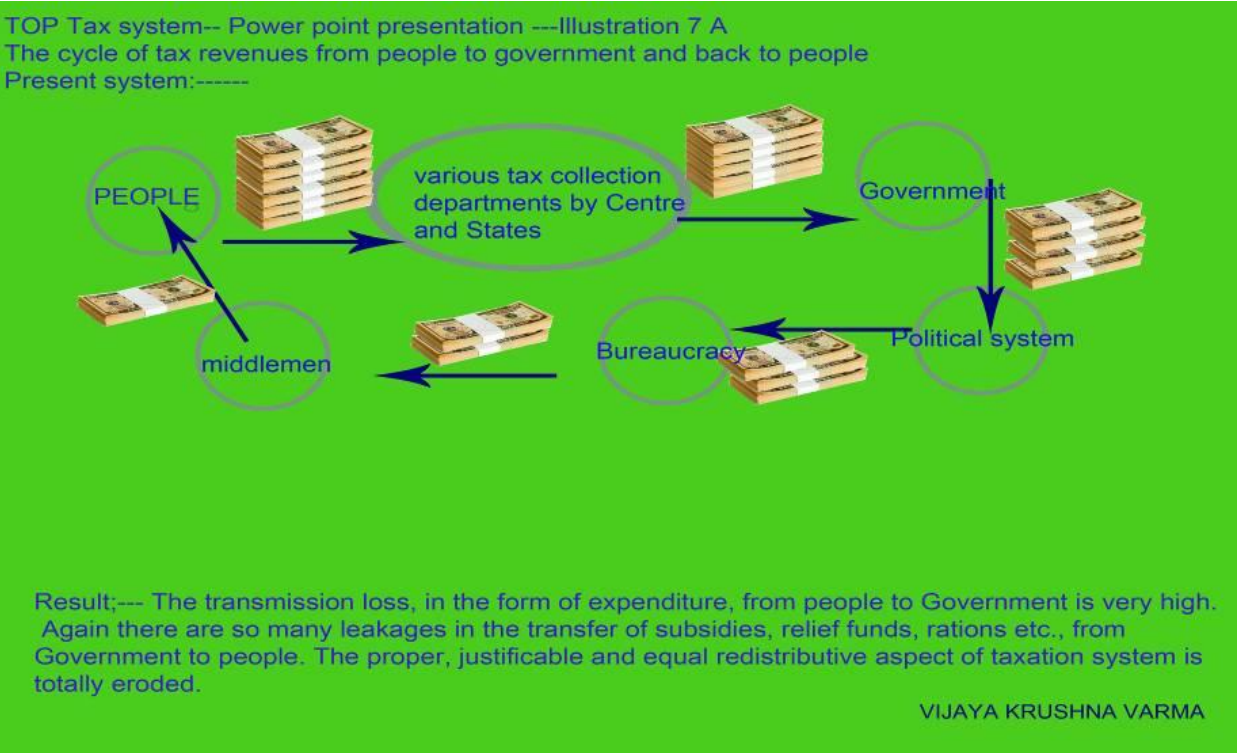 TOP Tax system-- Power point presentation ---Illustration 7 A
The cycle of tax revenues from people to government and back to people
Present system:------
PEOPLE
various tax collection
departments by Centre
and States
Government
Political system
Bureaucracy
middlemen
Result;--- The transmission loss, in the form of expenditure, from people to Government is very high.
Again there are so many leakages in the transfer of subsidies, relief funds, rations etc., from
Government to people. The proper, justificable and equal redistributive aspect of taxation system is
totally eroded.
VIJAYA KRUSHNA VARMA